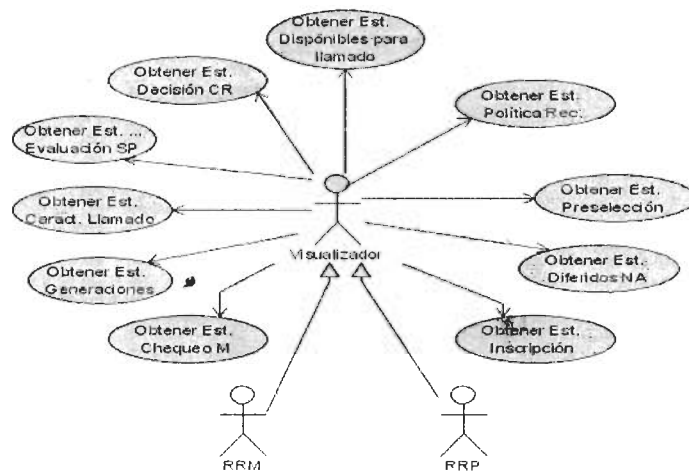 Obtener Est.
Dispónibles para
llamado
Obtener Est.
Decisión CR
Obtener Est.
Política Rec.
Obtener Est. ...
Evaluación SP
Obtener Est.
Caract. Llamado
Obtener Est.
Preselección
Visualizador
Obtener Est.
Generaciones
Obtener Est.
Diferidos NA
Obtener Est.
Chequeo M
Obtener Est.
Inscripción
RRM
RRP